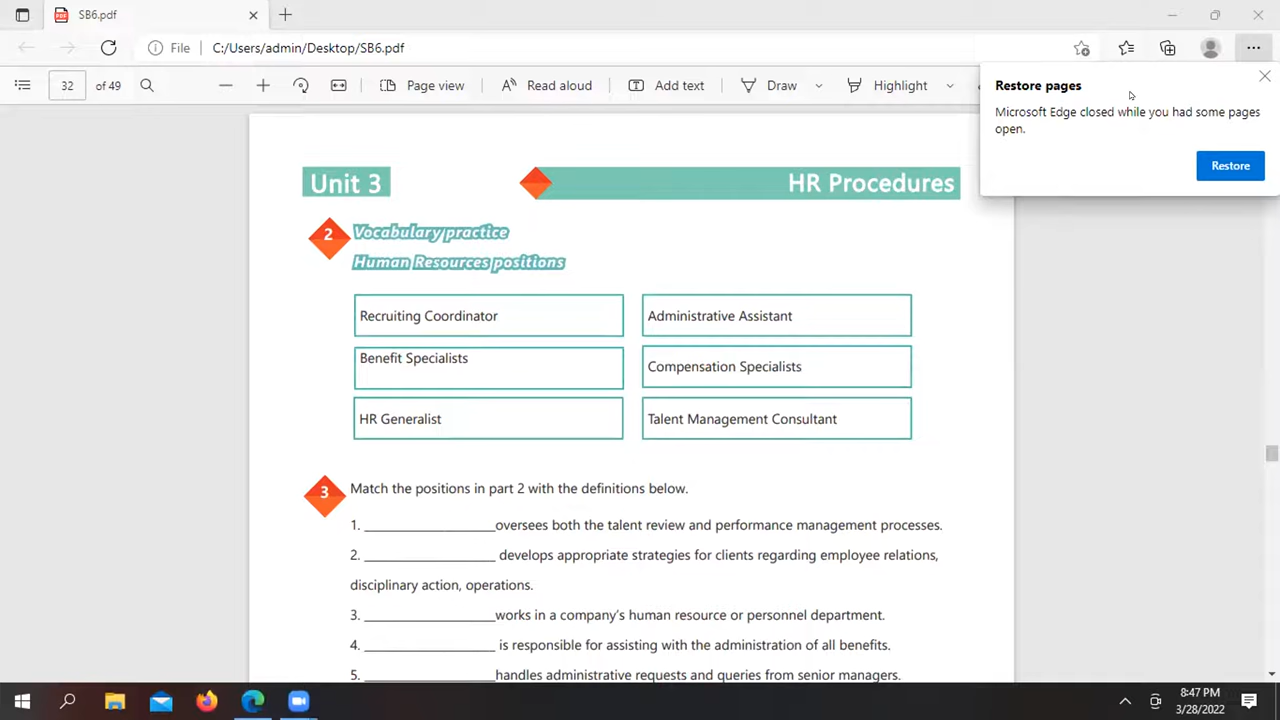 SB6.pdf
File C:/Users/admin/Desktop/SB6.pdf
32 of 49 Page view Read aloud Add text Draw Highlight
Restore pages
Microsoft Edge closed while you had some pages
open.
Restore
Unit 3 HR Procedures
2 Vocabulary practice
Human Resources positions
Recruiting Coordinator Administrative Assistant
Benefit Specialists Compensation Specialists
HR Generalist Talent Management Consultant
3 Match the positions in part 2 with the definitions below.
1. ____________________oversees both the talent review and performance management processes.
2. ____________________ develops appropriate strategies for clients regarding employee relations,
disciplinary action, operations.
3. ____________________works in a company's human resource or personnel department.
4. ____________________ is responsible for assisting with the administration of all benefits.
5. ____________________handles administrative requests and queries from senior managers.
8:47 PM
3/28/2022